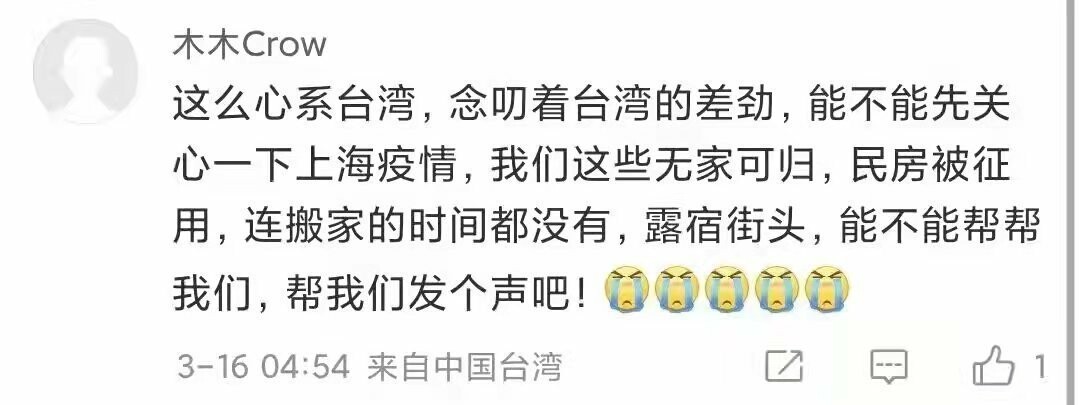 木木Crow
这么心系台湾，念叨着台湾的差劲，能不能先关
心一下上海疫情，我们这些无家可归，民房被征
用，连搬家的时间都没有，露宿街头，能不能帮帮
我们，帮我们发个声吧！😭😭😭😭😭
3-16 04:54 来自中国台湾
1